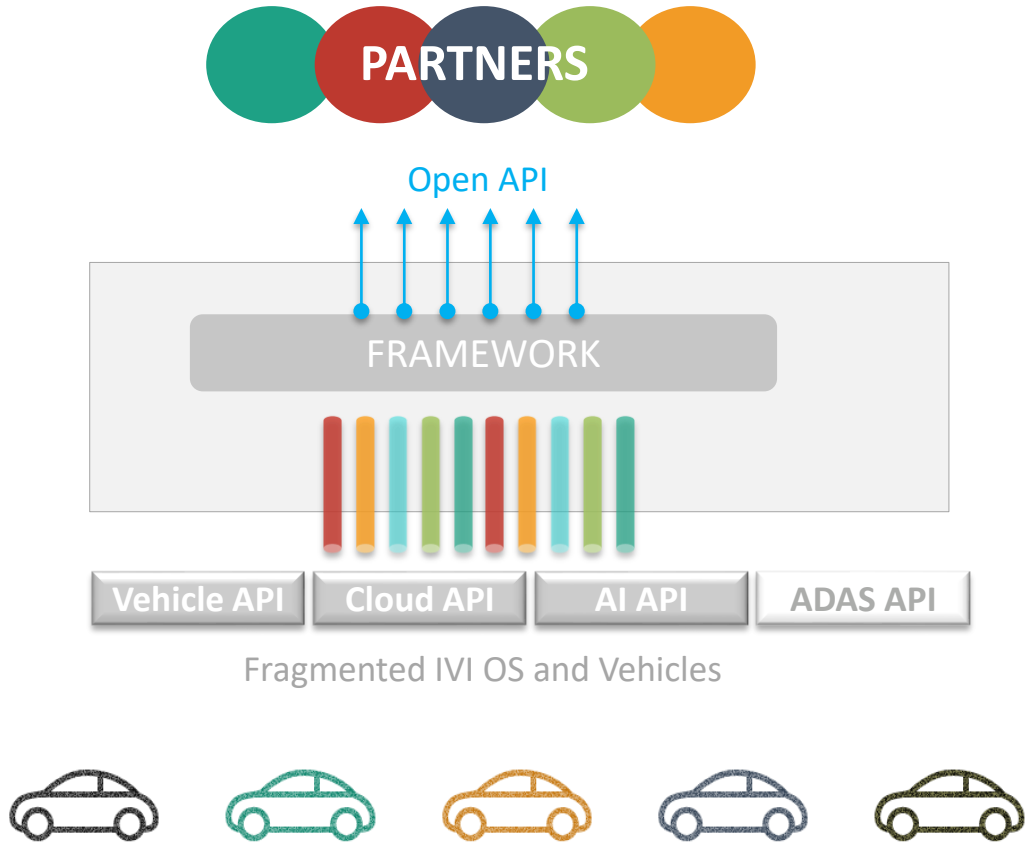 PARTNERS
Open API
FRAMEWORK
Vehicle API
Cloud API
AI API
ADAS API
Fragmented IVI OS and Vehicles